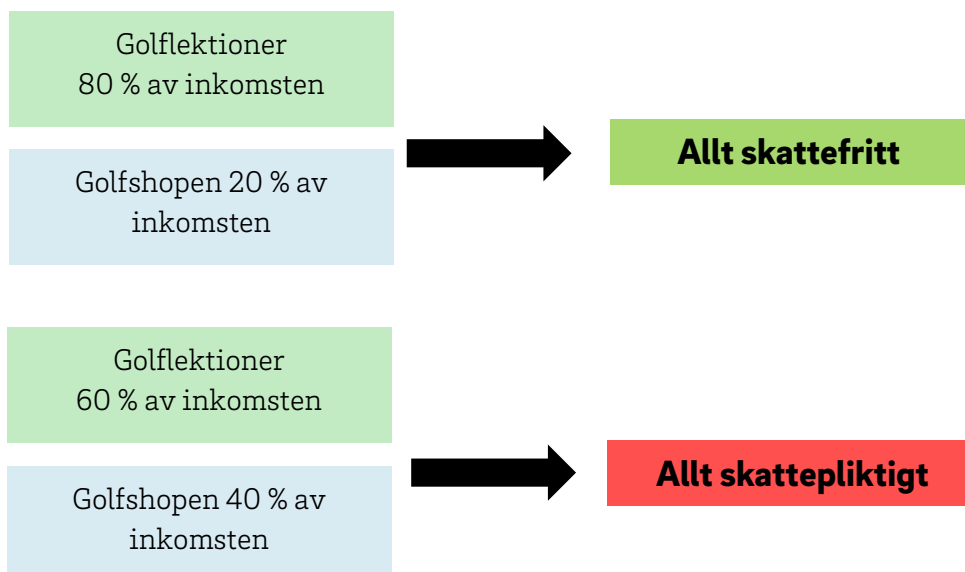 Golflektioner
80 % av inkomsten
Allt skattefritt
Golfshopen 20 % av
inkomsten
Golflektioner
60 % av inkomsten
Allt skattepliktigt
Golfshopen 40 % av
inkomsten